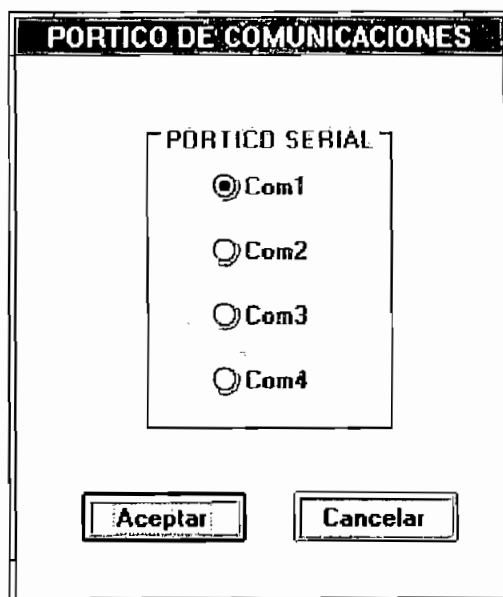 PORTICO DE COMUNICACIONES
PORTICO SERIAL
Com1
Com2
Com3
Com4
Aceptar Cancelar